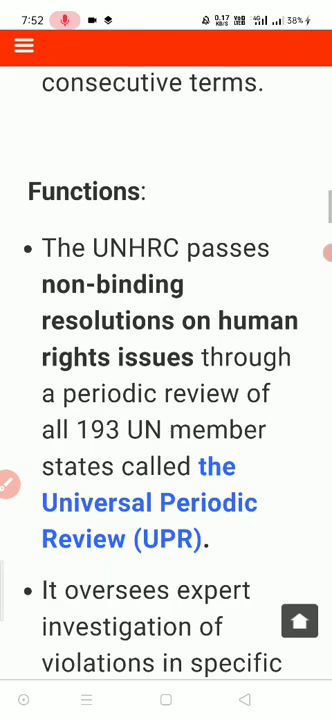 7:52 0.17 KB/S 4G 38%
consecutive terms.
Functions:
• The UNHRC passes
non-binding
resolutions on human
rights issues through
a periodic review of
all 193 UN member
states called the
Universal Periodic
Review (UPR).
• It oversees expert
investigation of
violations in specific